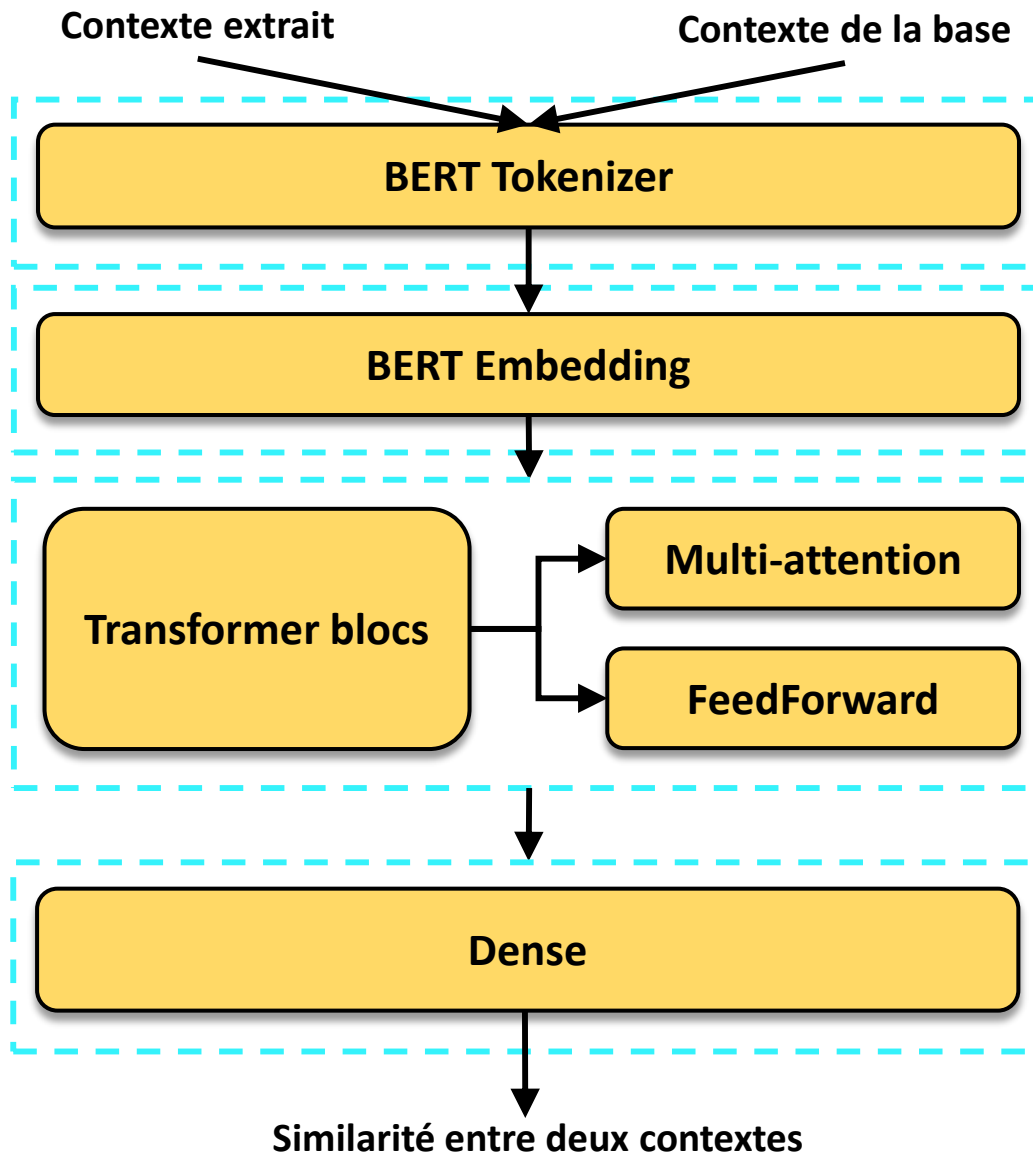 Contexte extrait
Contexte de la base
BERT Tokenizer
BERT Embedding
Transformer blocs
Multi-attention
FeedForward
Dense
Similarité entre deux contextes